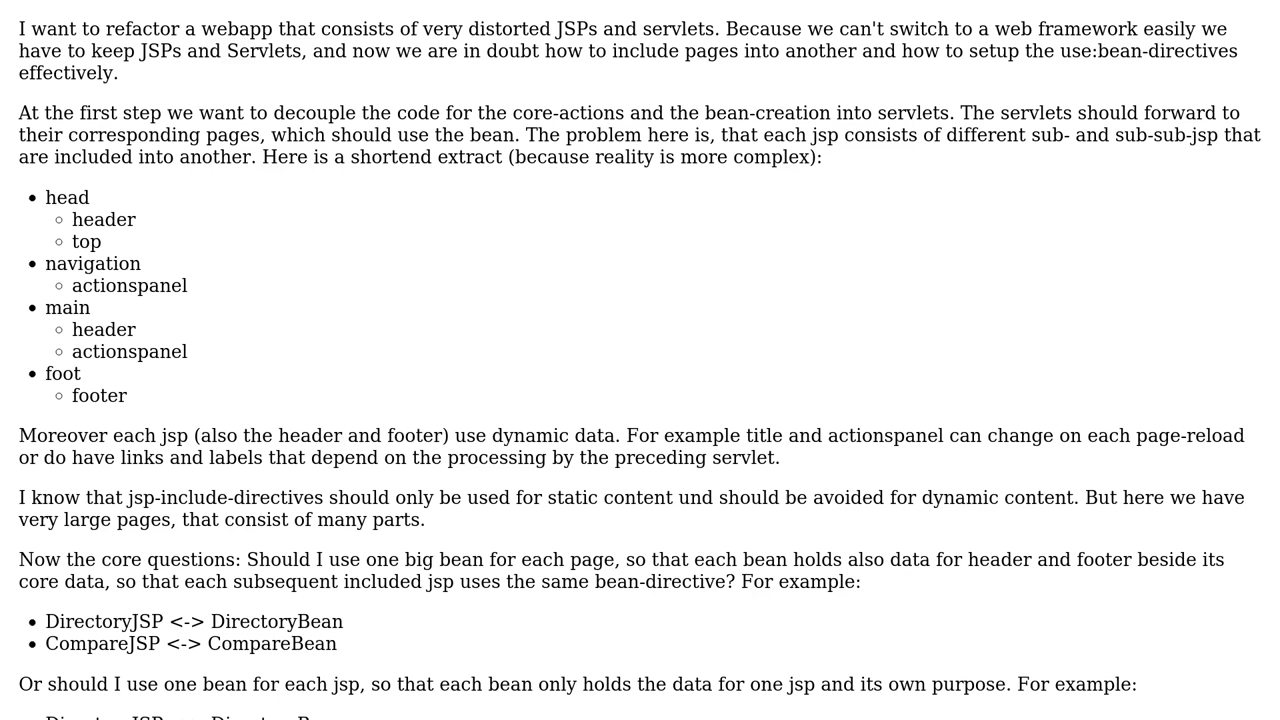 I want to refactor a webapp that consists of very distorted JSPs and servlets. Because we can't switch to a web framework easily we
have to keep JSPs and Servlets, and now we are in doubt how to include pages into another and how to setup the use:bean-directives
effectively.
At the first step we want to decouple the code for the core-actions and the bean-creation into servlets. The servlets should forward to
their corresponding pages, which should use the bean. The problem here is, that each jsp consists of different sub- and sub-sub-jsp that
are included into another. Here is a shortend extract (because reality is more complex):
head
header
top
navigation
actionspanel
main
header
actionspanel
foot
footer
Moreover each jsp (also the header and footer) use dynamic data. For example title and actionspanel can change on each page-reload
or do have links and labels that depend on the processing by the preceding servlet.
I know that jsp-include-directives should only be used for static content und should be avoided for dynamic content. But here we have
very large pages, that consist of many parts.
Now the core questions: Should I use one big bean for each page, so that each bean holds also data for header and footer beside its
core data, so that each subsequent included jsp uses the same bean-directive? For example:
DirectoryJSP <-> DirectoryBean
CompareJSP <-> CompareBean
Or should I use one bean for each jsp, so that each bean only holds the data for one jsp and its own purpose. For example: